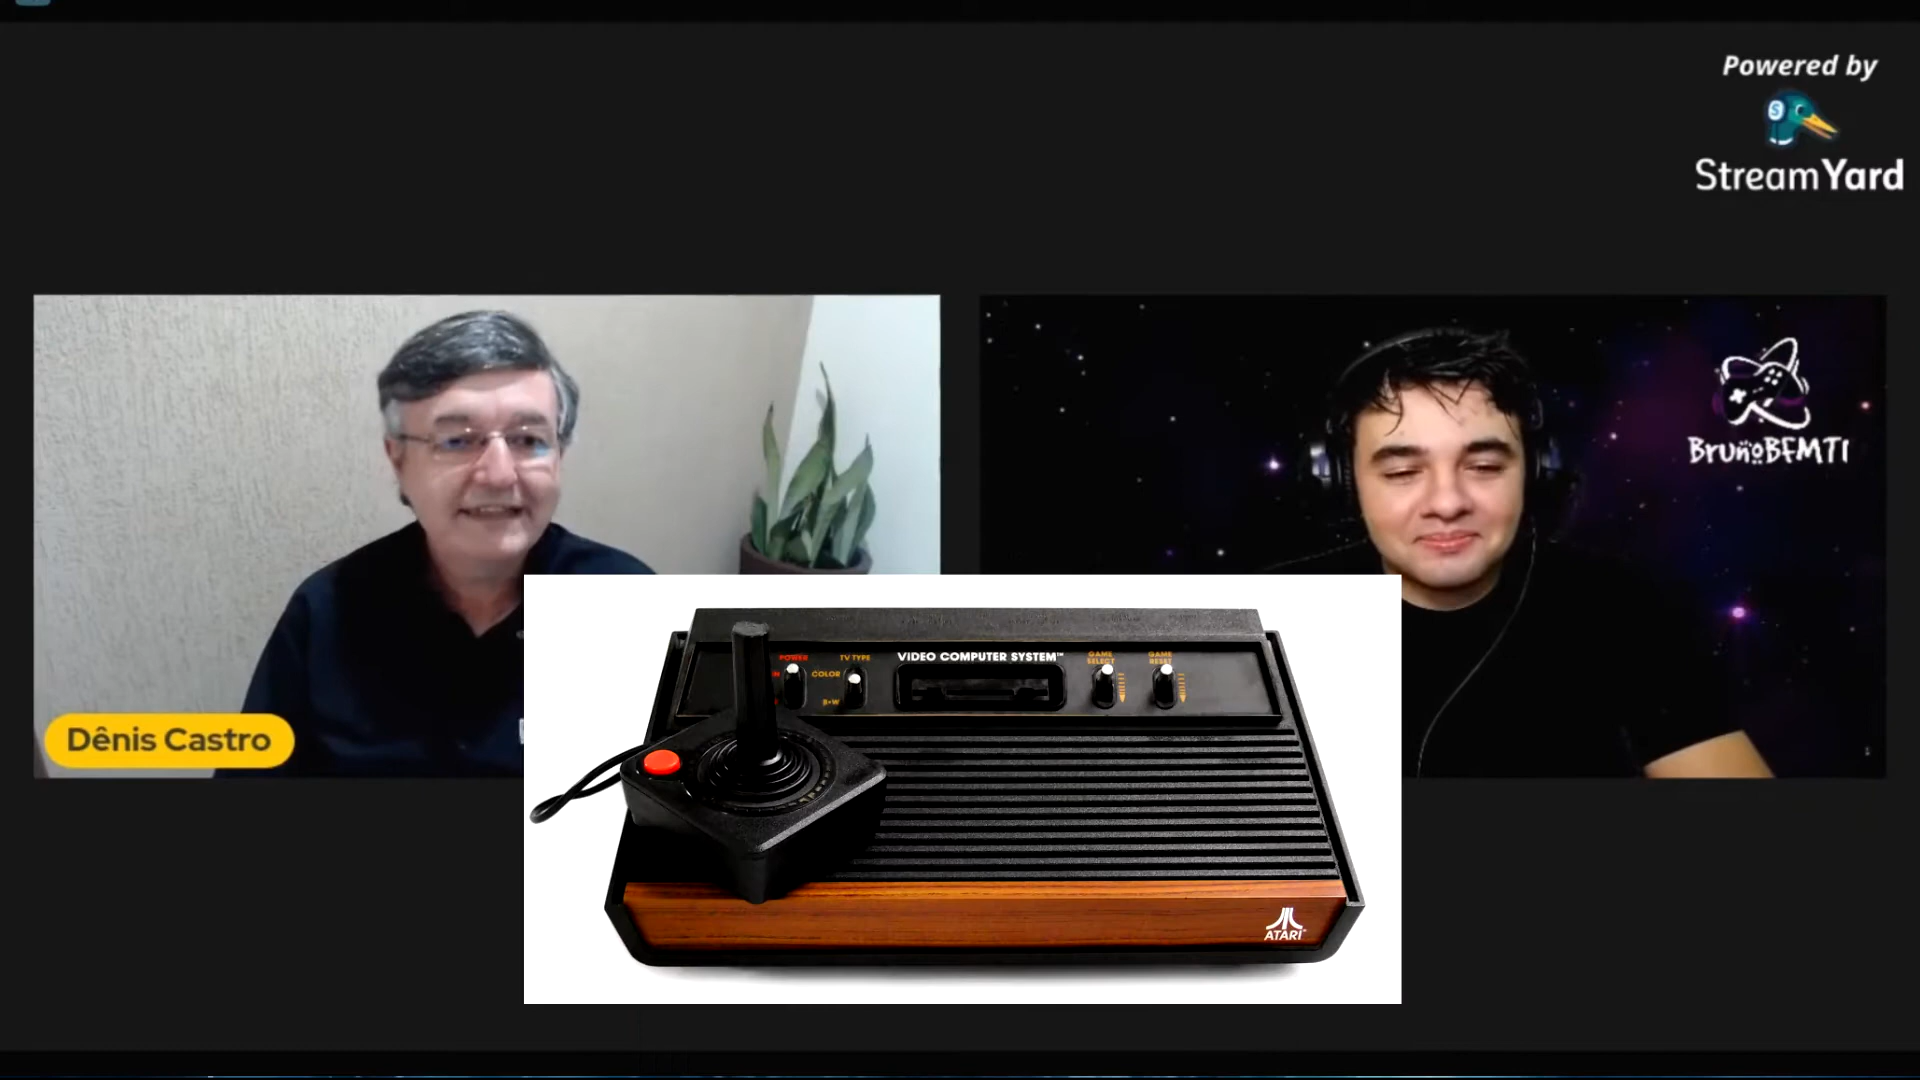 Powered by
S
StreamYard
BrunoBFMTI
Dênis Castro
POWER
TV TYPE
VIDEO COMPUTER SYSTEM™
GAME
SELECT
GAME
RESET
COLOR
B•W
ATARI